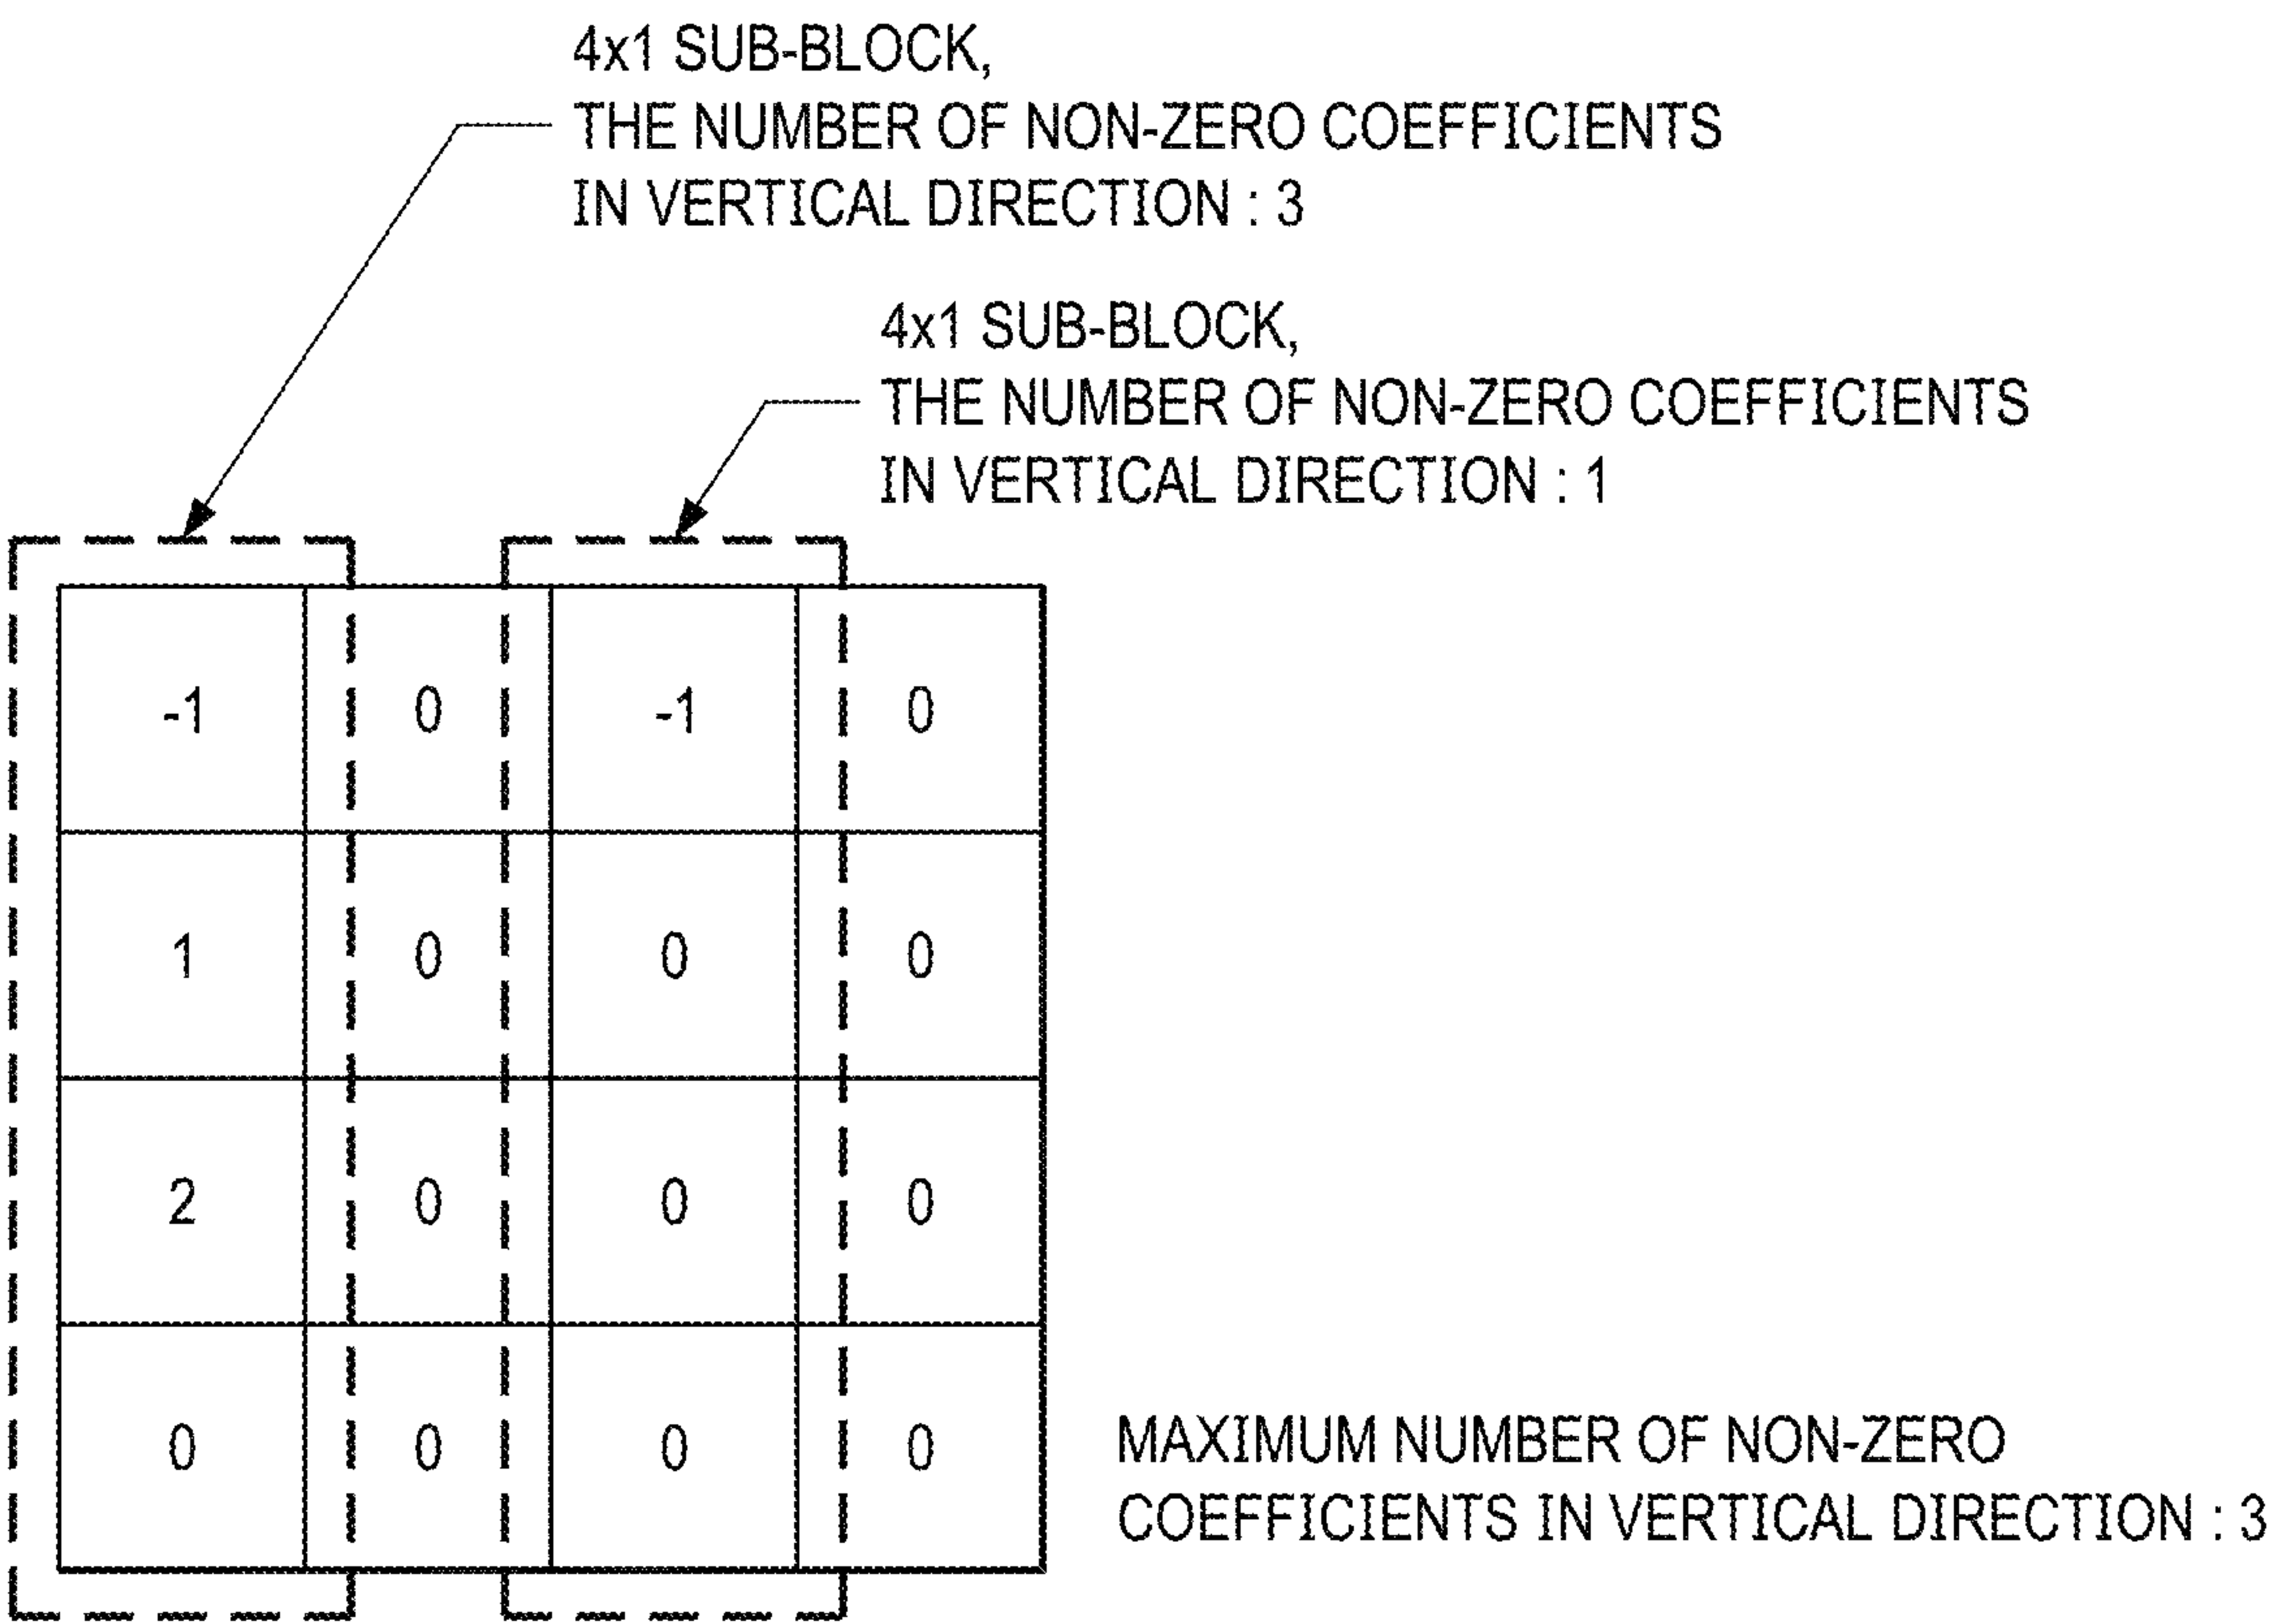 4x1 SUB-BLOCK,
THE NUMBER OF NON-ZERO COEFFICIENTS
IN VERTICAL DIRECTION : 3
4x1 SUB-BLOCK,
THE NUMBER OF NON-ZERO COEFFICIENTS
IN VERTICAL DIRECTION : 1
-1 0 -1 0
1 0 0 0
2 0 0 0
0 0 0 0
MAXIMUM NUMBER OF NON-ZERO
COEFFICIENTS IN VERTICAL DIRECTION : 3